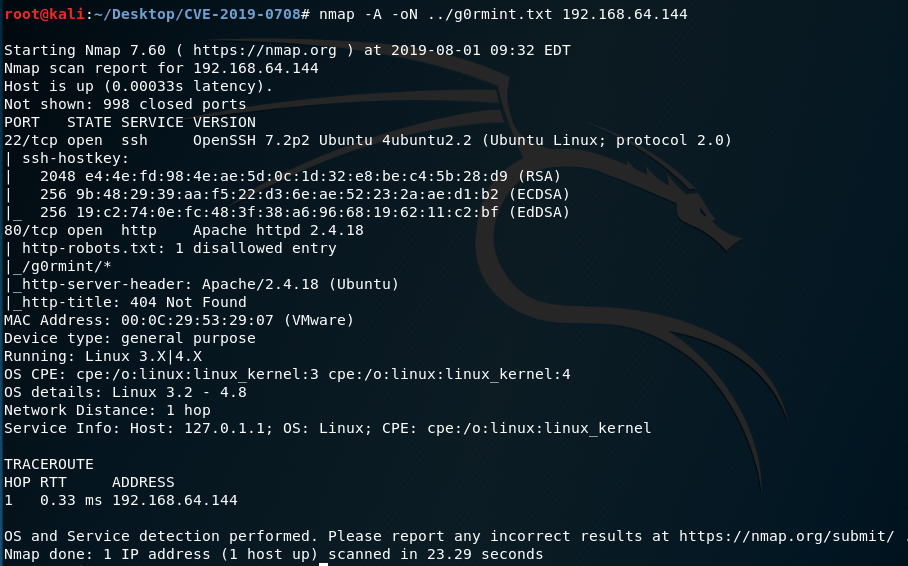 root@kali:~/Desktop/CVE-2019-0708# nmap -A -oN ../g0rmint.txt 192.168.64.144
Starting Nmap 7.60 ( https://nmap.org ) at 2019-08-01 09:32 EDT
Nmap scan report for 192.168.64.144
Host is up (0.00033s latency).
Not shown: 998 closed ports
PORT   STATE SERVICE VERSION
22/tcp open  ssh     OpenSSH 7.2p2 Ubuntu 4ubuntu2.2 (Ubuntu Linux; protocol 2.0)
| ssh-hostkey:
|   2048 e4:4e:fd:98:4e:ae:5d:0c:1d:32:e8:be:c4:5b:28:d9 (RSA)
|   256 9b:48:29:39:aa:f5:22:d3:6e:ae:52:23:2a:ae:d1:b2 (ECDSA)
|_  256 19:c2:74:0e:fc:48:3f:38:a6:96:68:19:62:11:c2:bf (EdDSA)
80/tcp open  http    Apache httpd 2.4.18
| http-robots.txt: 1 disallowed entry
|_/g0rmint/*
|_http-server-header: Apache/2.4.18 (Ubuntu)
|_http-title: 404 Not Found
MAC Address: 00:0C:29:53:29:07 (VMware)
Device type: general purpose
Running: Linux 3.X|4.X
OS CPE: cpe:/o:linux:linux_kernel:3 cpe:/o:linux:linux_kernel:4
OS details: Linux 3.2 - 4.8
Network Distance: 1 hop
Service Info: Host: 127.0.1.1; OS: Linux; CPE: cpe:/o:linux:linux_kernel
TRACEROUTE
HOP RTT     ADDRESS
1   0.33 ms 192.168.64.144
OS and Service detection performed. Please report any incorrect results at https://nmap.org/submit/ .
Nmap done: 1 IP address (1 host up) scanned in 23.29 seconds